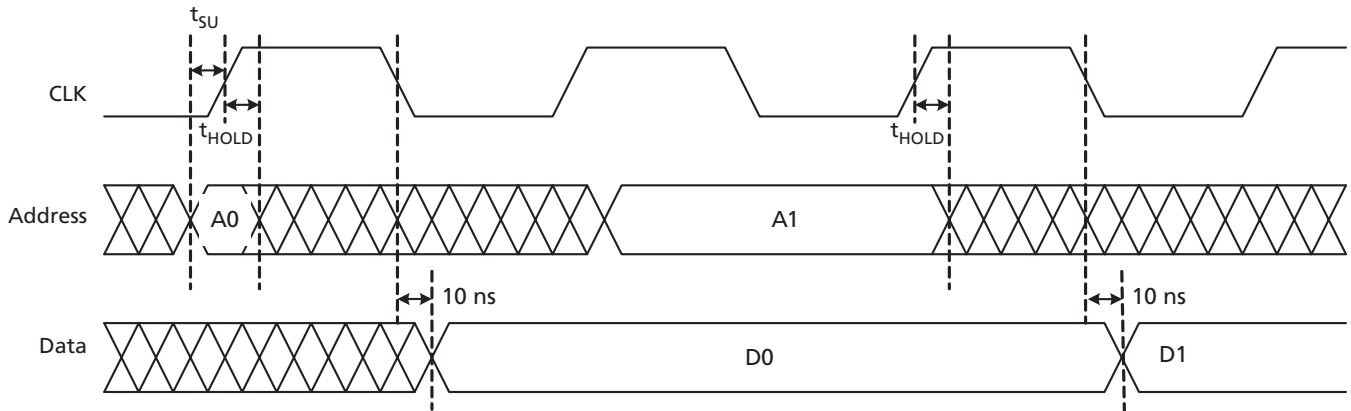 tSU
CLK
tHOLD
tHOLD
Address
A0
A1
10 ns
10 ns
Data
D0
D1